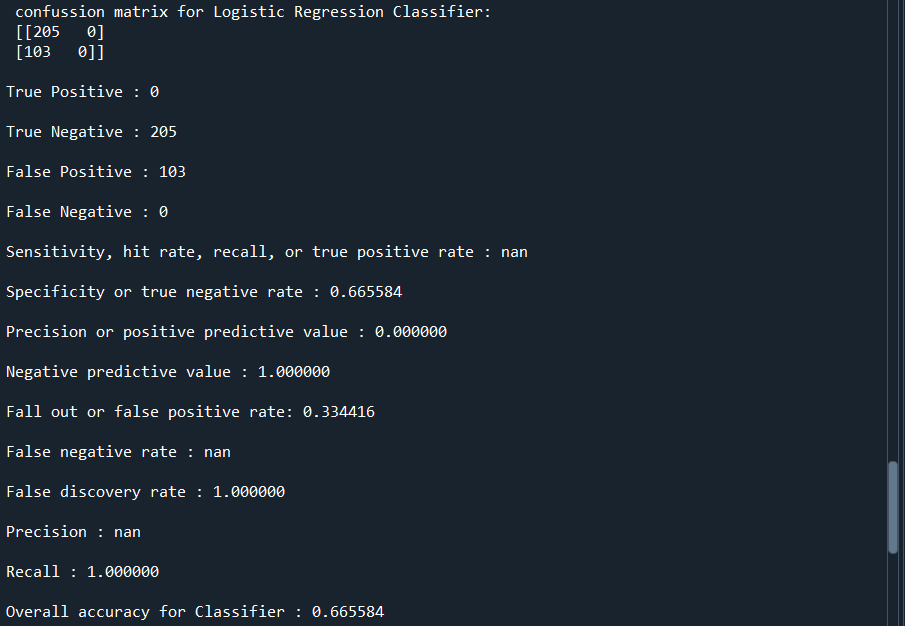 confussion matrix for Logistic Regression Classifier:
[[205   0]
[103   0]]
True Positive : 0
True Negative : 205
False Positive : 103
False Negative : 0
Sensitivity, hit rate, recall, or true positive rate : nan
Specificity or true negative rate : 0.665584
Precision or positive predictive value : 0.000000
Negative predictive value : 1.000000
Fall out or false positive rate: 0.334416
False negative rate : nan
False discovery rate : 1.000000
Precision : nan
Recall : 1.000000
Overall accuracy for Classifier : 0.665584